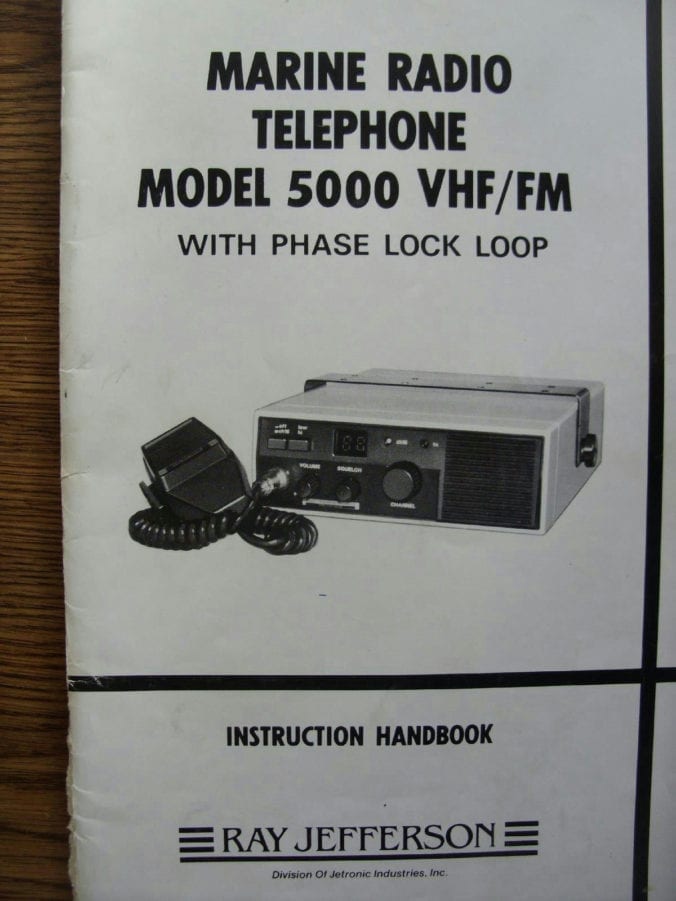 MARINE RADIO
TELEPHONE
MODEL 5000 VHF/FM
WITH PHASE LOCK LOOP
VOLUME SQUELCH
CHANNEL
INSTRUCTION HANDBOOK
RAY JEFFERSON
Division Of Jetronic Industries, Inc.